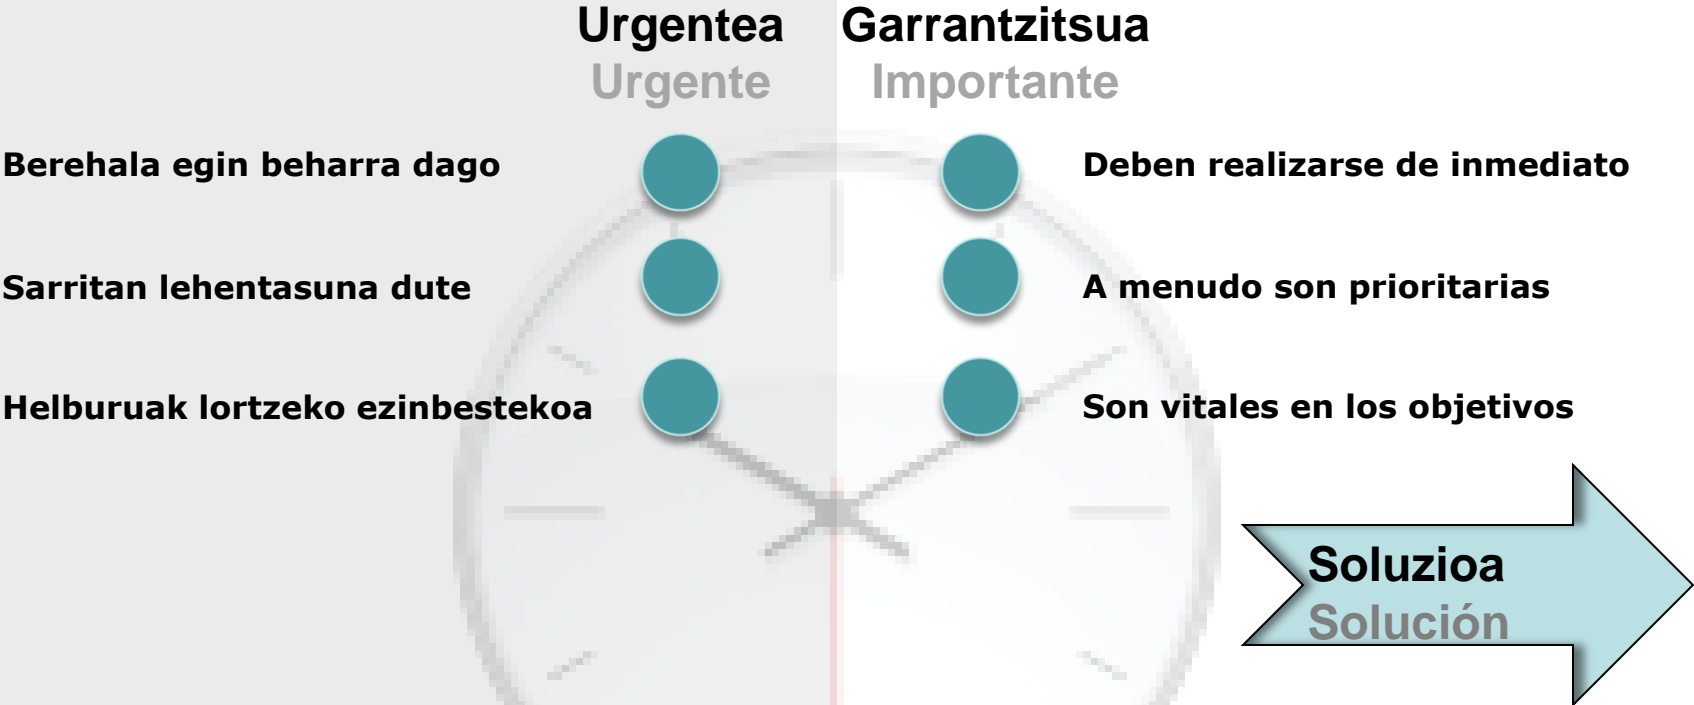 Urgentea
Garrantzitsua
Urgente
Importante
Berehala egin beharra dago
Deben realizarse de inmediato
Sarritan lehentasuna dute
A menudo son prioritarias
Helburuak lortzeko ezinbestekoa
Son vitales en los objetivos
Soluzioa
Solución